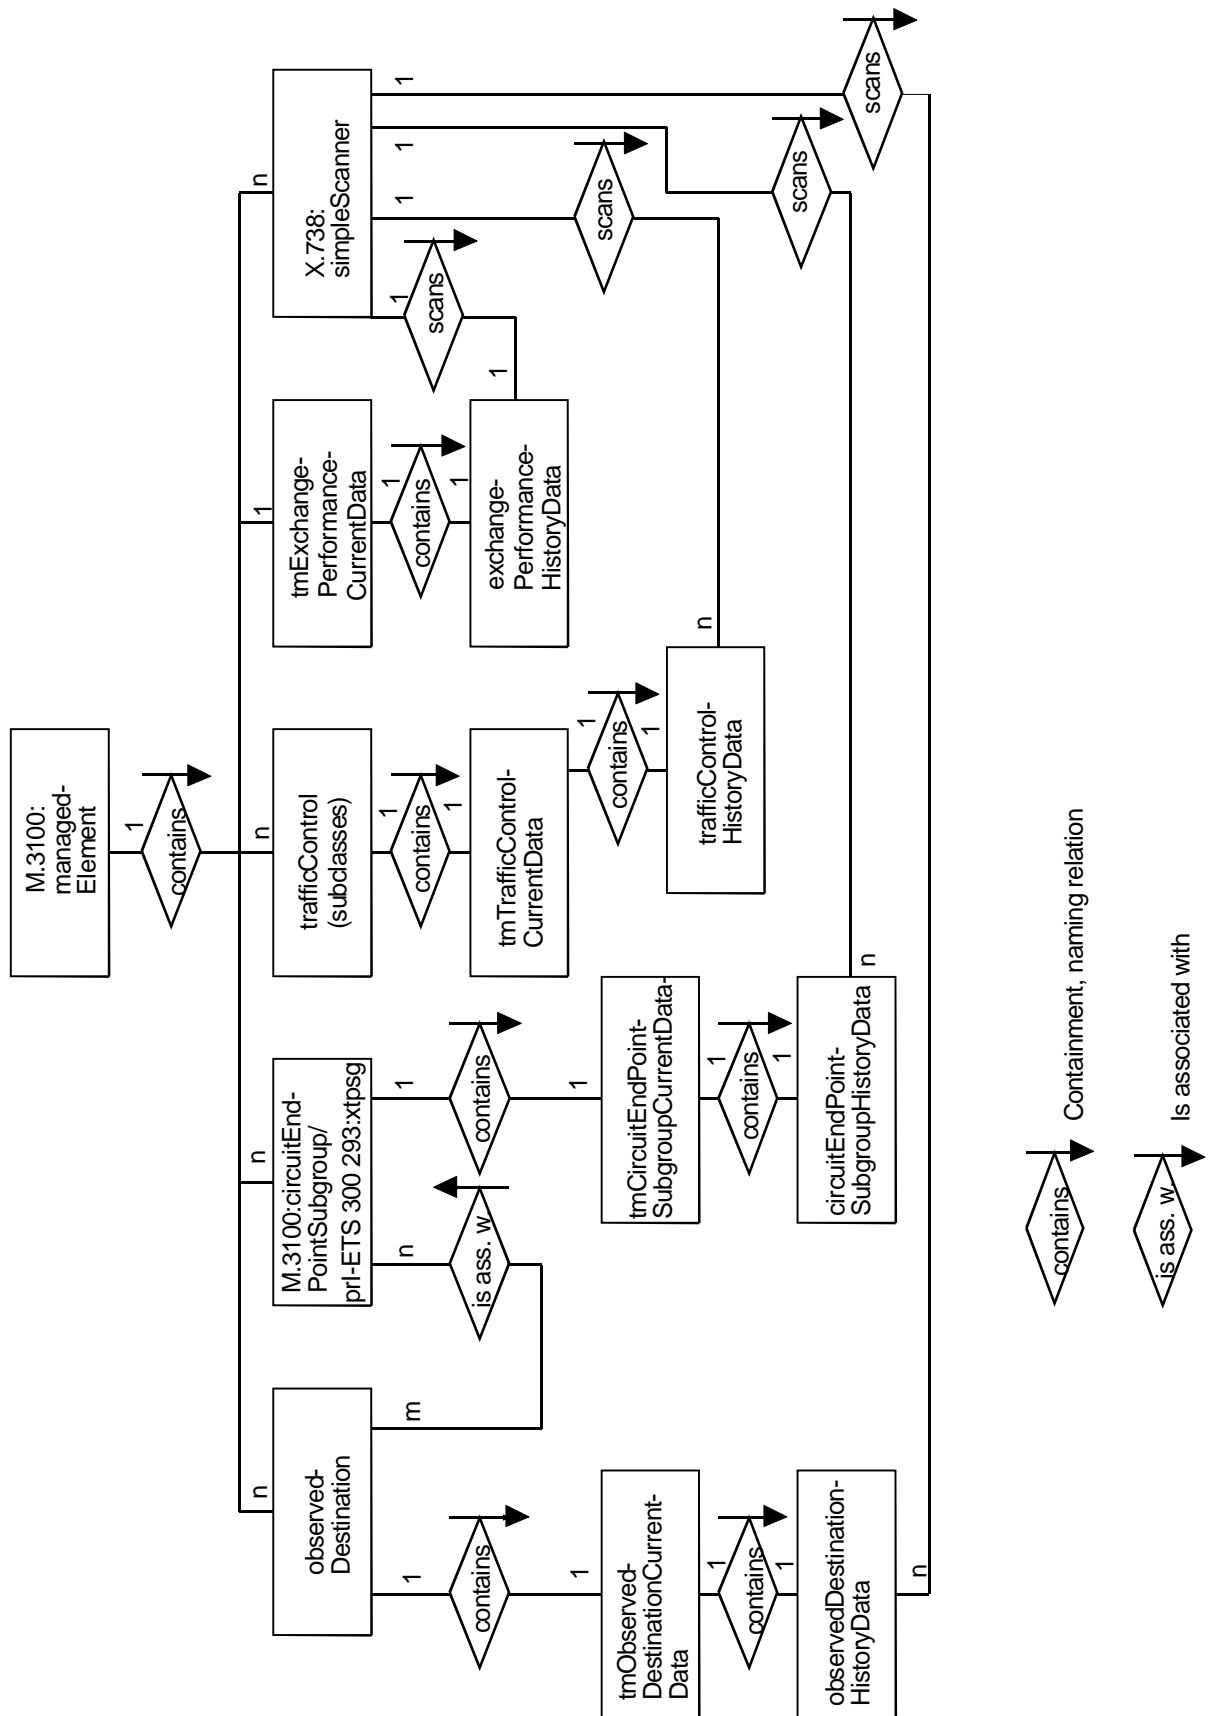 M.3100:
managed-
Element
1
contains
n
n
n
1
n
observed-
Destination
M.3100:circuitEnd-
PointSubgroup/
prI-ETS 300 293:xtpsg
trafficControl
(subclasses)
tmExchange-
Performance-
CurrentData
X.738:
simpleScanner
1
m
n
1
1
1
1
1
1
1
contains
is ass. w.
contains
contains
contains
scans
scans
scans
scans
1
1
1
1
1
1
tmObserved-
DestinationCurrent-
Data
tmCircuitEndPoint-
SubgroupCurrentData-
tmTrafficControl-
CurrentData
exchange-
Performance-
HistoryData
1
1
1
contains
contains
contains
1
1
1
observedDestination-
HistoryData
circuitEndPoint-
SubgroupHistoryData
trafficControl-
HistoryData
n
n
n
contains
Containment, naming relation
is ass. w.
Is associated with